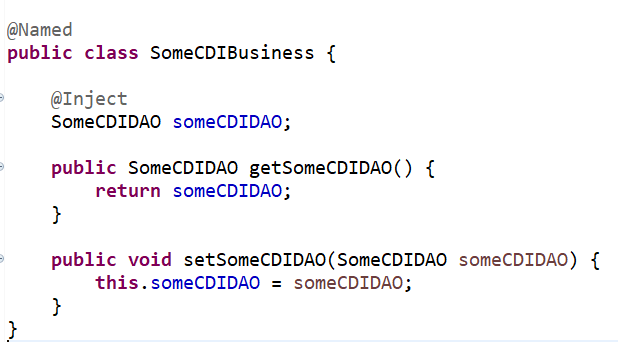 @Named
public class SomeCDIBusiness {
@Inject
SomeCDIDAO someCDIDAO;
public SomeCDIDAO getSomeCDIDAO() {
return someCDIDAO;
}
public void setSomeCDIDAO(SomeCDIDAO someCDIDAO) {
this.someCDIDAO = someCDIDAO;
}
}